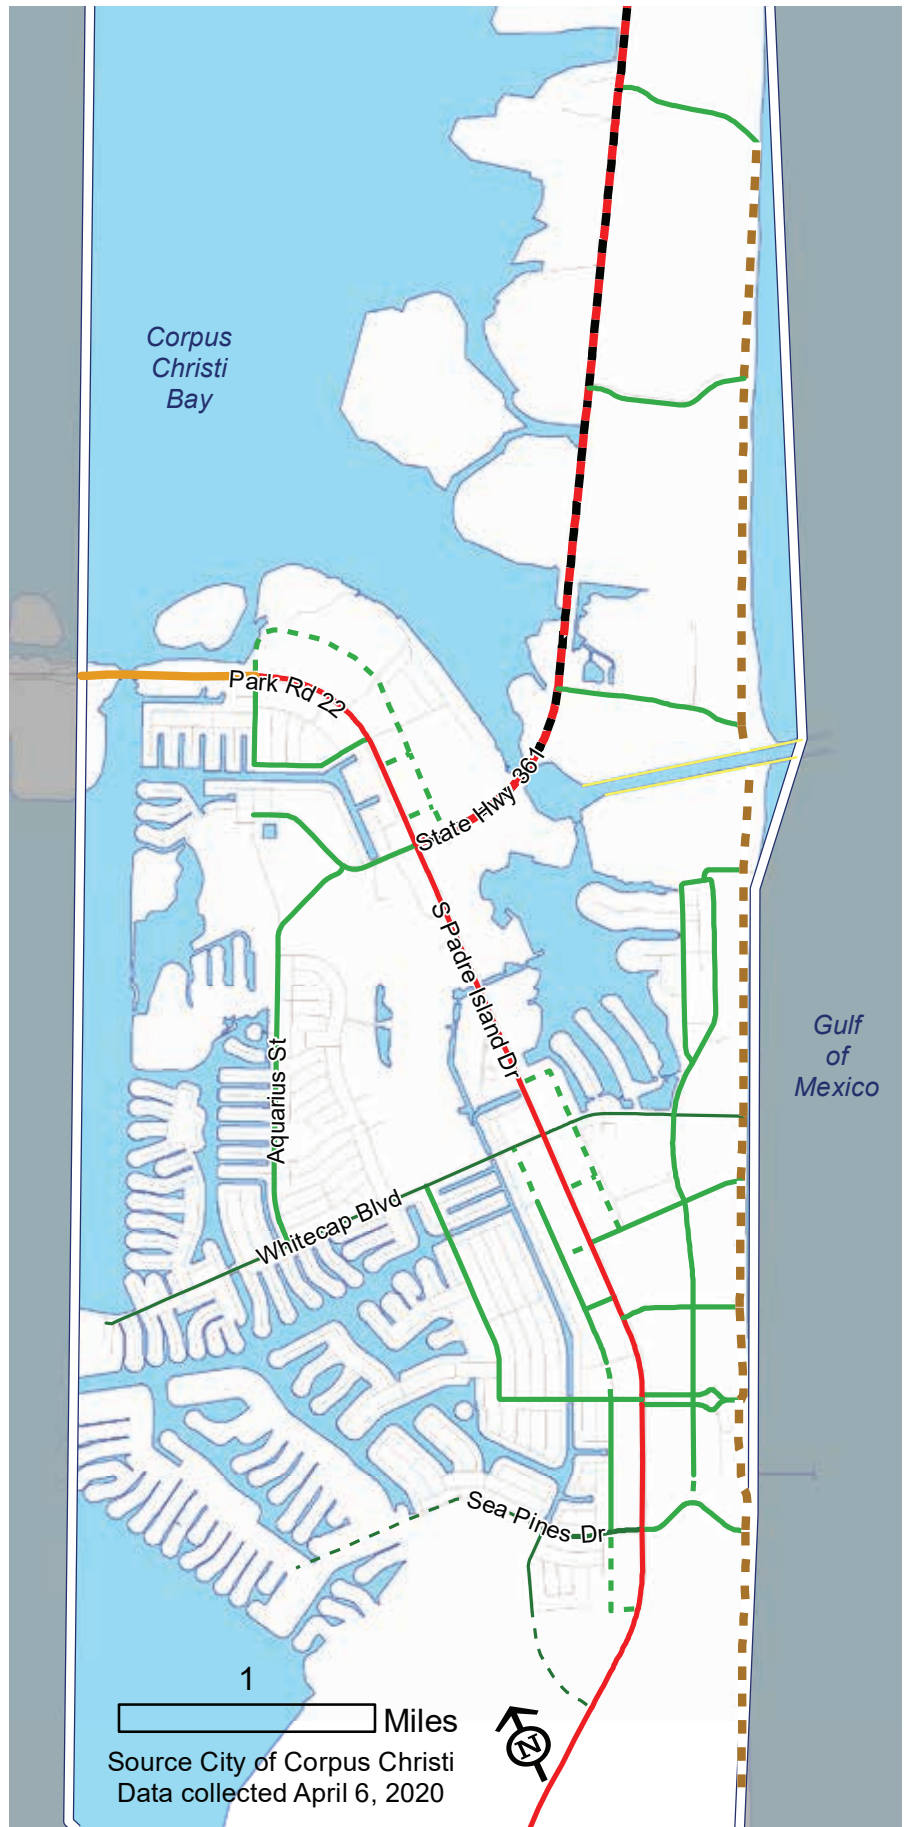 Corpus
Christi
Bay
Park Rd 22
State Hwy 361
S Padre Island Dr
Gulf
of
Mexico
Aquarius St
Whitecap Blvd
Sea Pines Dr
1
Miles
N
Source City of Corpus Christi
Data collected April 6, 2020